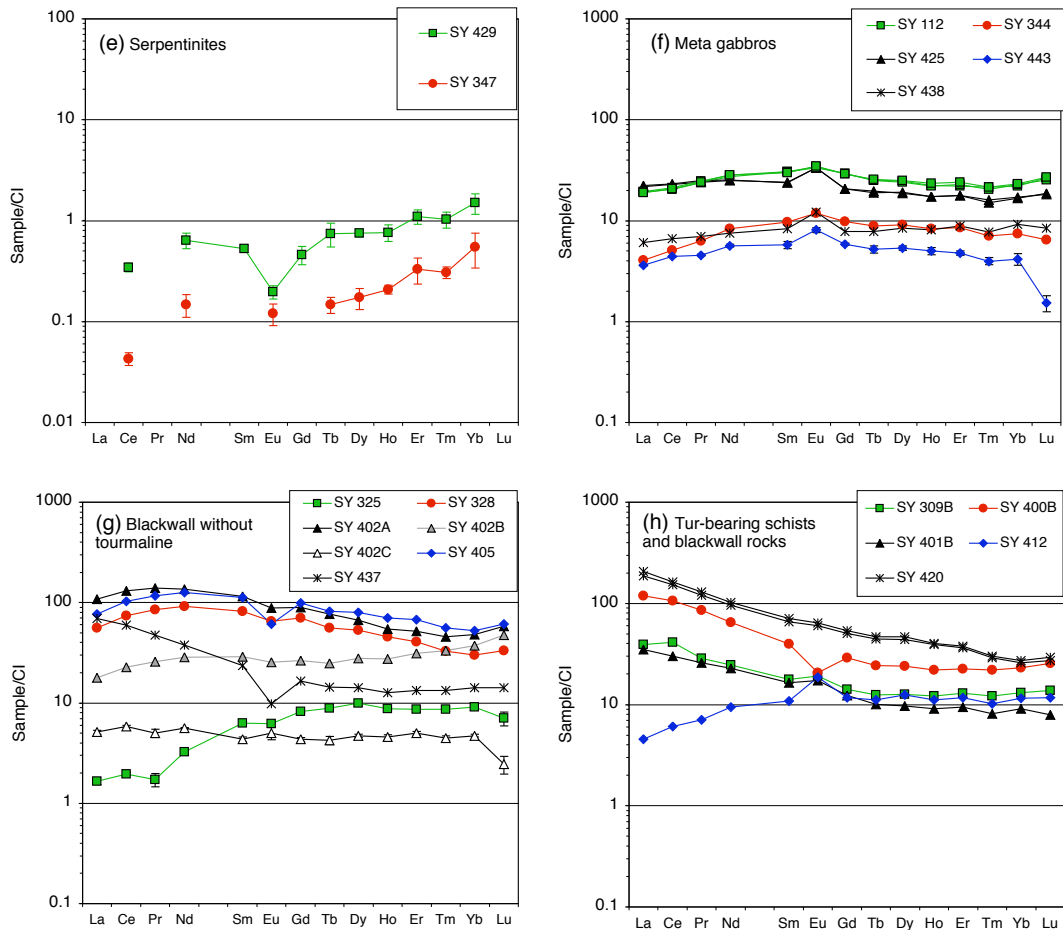 (e) Serpentinites
SY 429
SY 347
100
10
1
0.1
0.01
Sample/CI
La Ce Pr Nd Sm Eu Gd Tb Dy Ho Er Tm Yb Lu
(f) Meta gabbros
SY 112
SY 344
SY 425
SY 443
SY 438
1000
100
10
1
0.1
Sample/CI
La Ce Pr Nd Sm Eu Gd Tb Dy Ho Er Tm Yb Lu
(g) Blackwall without
tourmaline
SY 325
SY 328
SY 402A
SY 402B
SY 402C
SY 405
SY 437
1000
100
10
1
0.1
Sample/CI
La Ce Pr Nd Sm Eu Gd Tb Dy Ho Er Tm Yb Lu
(h) Tur-bearing schists
and blackwall rocks
SY 309B
SY 400B
SY 401B
SY 412
SY 420
1000
100
10
1
0.1
Sample/CI
La Ce Pr Nd Sm Eu Gd Tb Dy Ho Er Tm Yb Lu